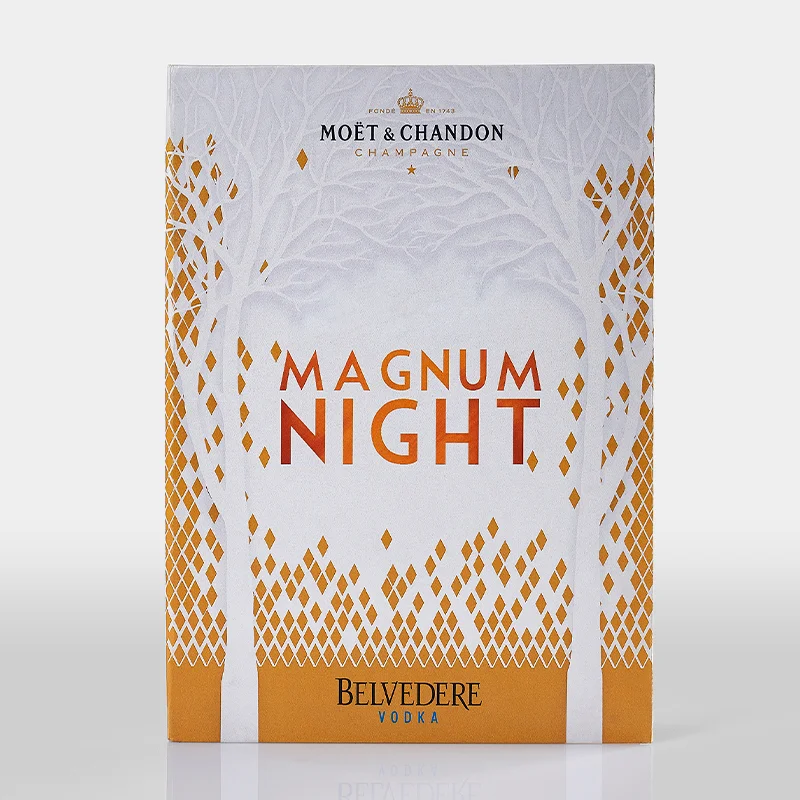 FONDÉ EN 1743
MOËT & CHANDON
CHAMPAGNE
MAGNUM
NIGHT
BELVEDERE
VODKA